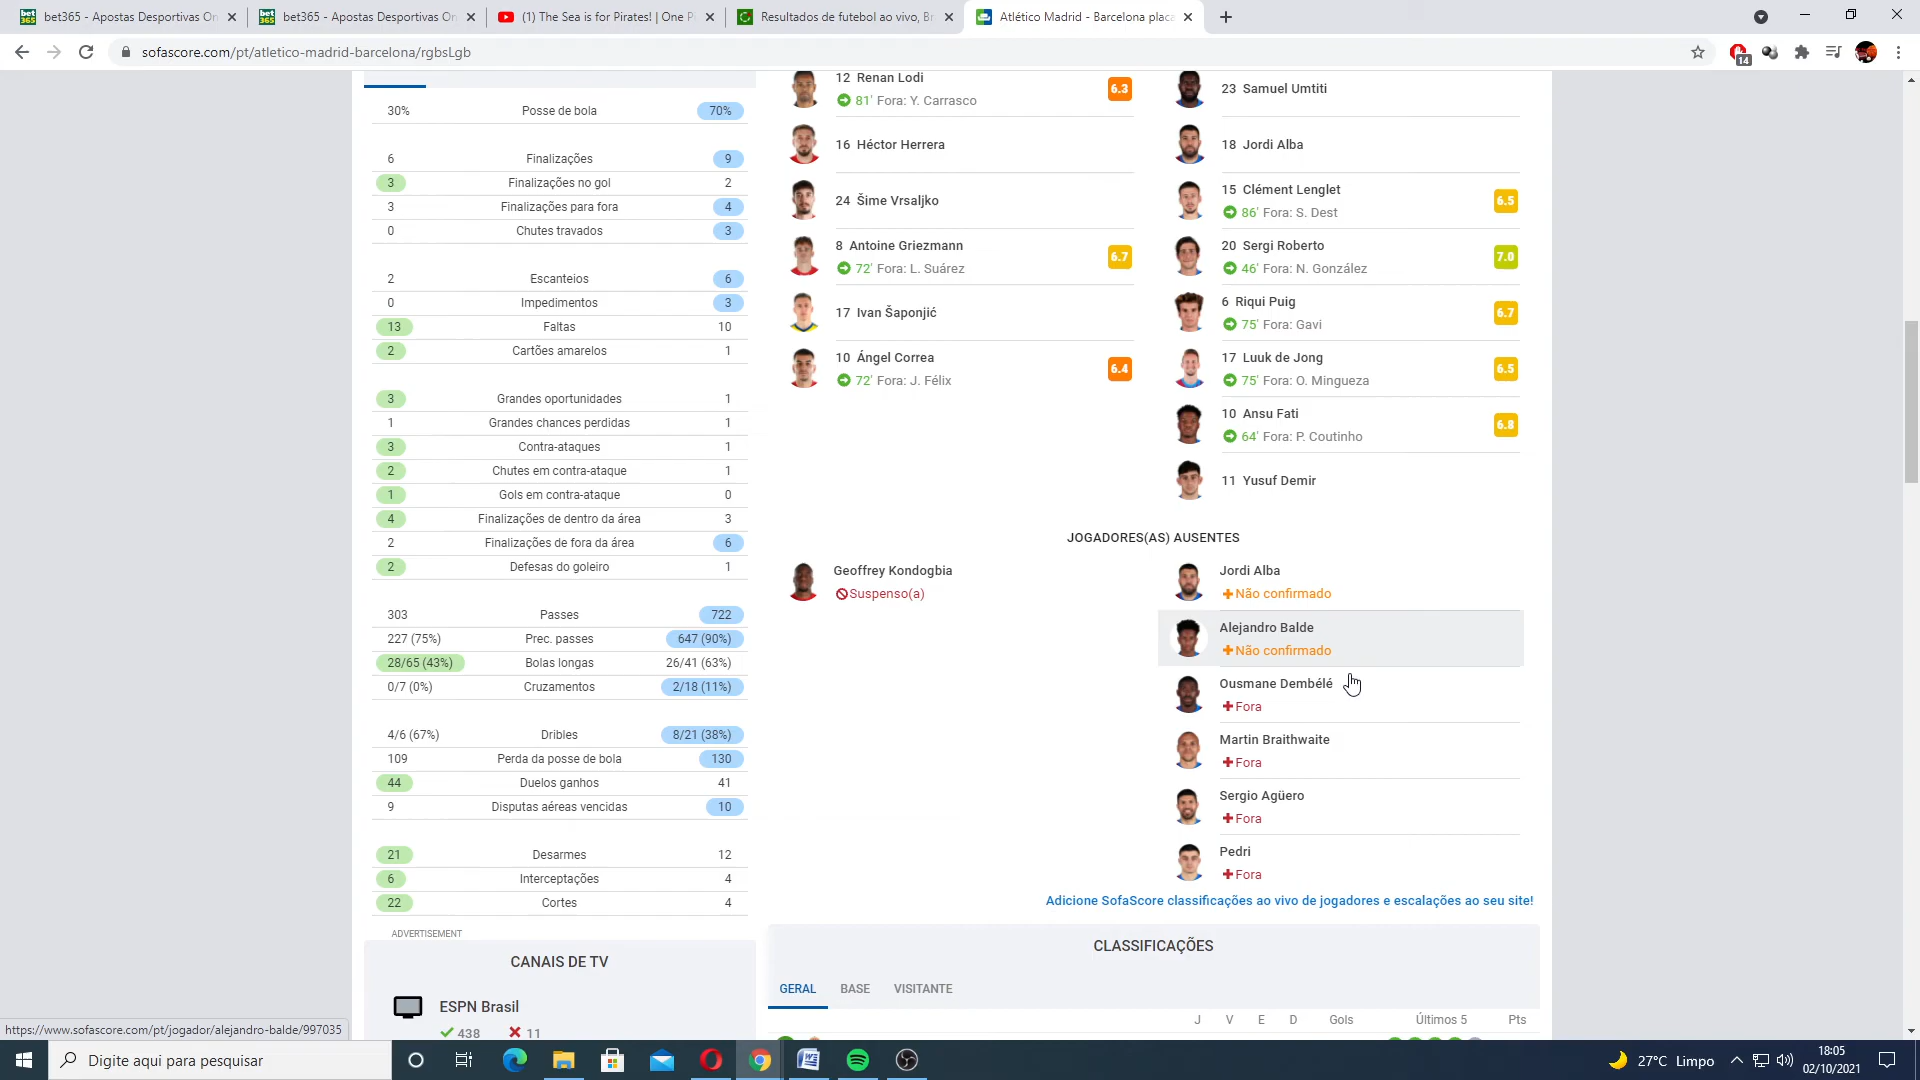 bet365 - Apostas Desportivas On
bet365 - Apostas Desportivas On
(1) The Sea is for Pirates! | One P
Resultados de futebol ao vivo, Br
Atlético Madrid - Barcelona placa
sofascore.com/pt/atletico-madrid-barcelona/rgbsLgb
14
30% Posse de bola 70%
6 Finalizações 9
3 Finalizações no gol 2
3 Finalizações para fora 4
0 Chutes travados 3
2 Escanteios 6
0 Impedimentos 3
13 Faltas 10
2 Cartões amarelos 1
3 Grandes oportunidades 1
1 Grandes chances perdidas 1
3 Contra-ataques 1
2 Chutes em contra-ataque 1
1 Gols em contra-ataque 0
4 Finalizações de dentro da área 3
2 Finalizações de fora da área 6
2 Defesas do goleiro 1
303 Passes 722
227 (75%) Prec. passes 647 (90%)
28/65 (43%) Bolas longas 26/41 (63%)
0/7 (0%) Cruzamentos 2/18 (11%)
4/6 (67%) Dribles 8/21 (38%)
109 Perda da posse de bola 130
44 Duelos ganhos 41
9 Disputas aéreas vencidas 10
21 Desarmes 12
6 Interceptações 4
22 Cortes 4
ADVERTISEMENT
CANAIS DE TV
ESPN Brasil
438 11
12 Renan Lodi
81' Fora: Y. Carrasco
6.3
16 Héctor Herrera
24 Šime Vrsaljko
8 Antoine Griezmann
72' Fora: L. Suárez
6.7
17 Ivan Šaponjić
10 Ángel Correa
72' Fora: J. Félix
6.4
23 Samuel Umtiti
18 Jordi Alba
15 Clément Lenglet
86' Fora: S. Dest
6.5
20 Sergi Roberto
46' Fora: N. González
7.0
6 Riqui Puig
75' Fora: Gavi
6.7
17 Luuk de Jong
75' Fora: O. Mingueza
6.5
10 Ansu Fati
64' Fora: P. Coutinho
6.8
11 Yusuf Demir
JOGADORES(AS) AUSENTES
Geoffrey Kondogbia
Suspenso(a)
Jordi Alba
Não confirmado
Alejandro Balde
Não confirmado
Ousmane Dembélé
Fora
Martin Braithwaite
Fora
Sergio Agüero
Fora
Pedri
Fora
Adicione SofaScore classificações ao vivo de jogadores e escalações ao seu site!
CLASSIFICAÇÕES
GERAL BASE VISITANTE
J V E D Gols Últimos 5 Pts
https://www.sofascore.com/pt/jogador/alejandro-balde/997035
Digite aqui para pesquisar
27°C Limpo
18:05
02/10/2021